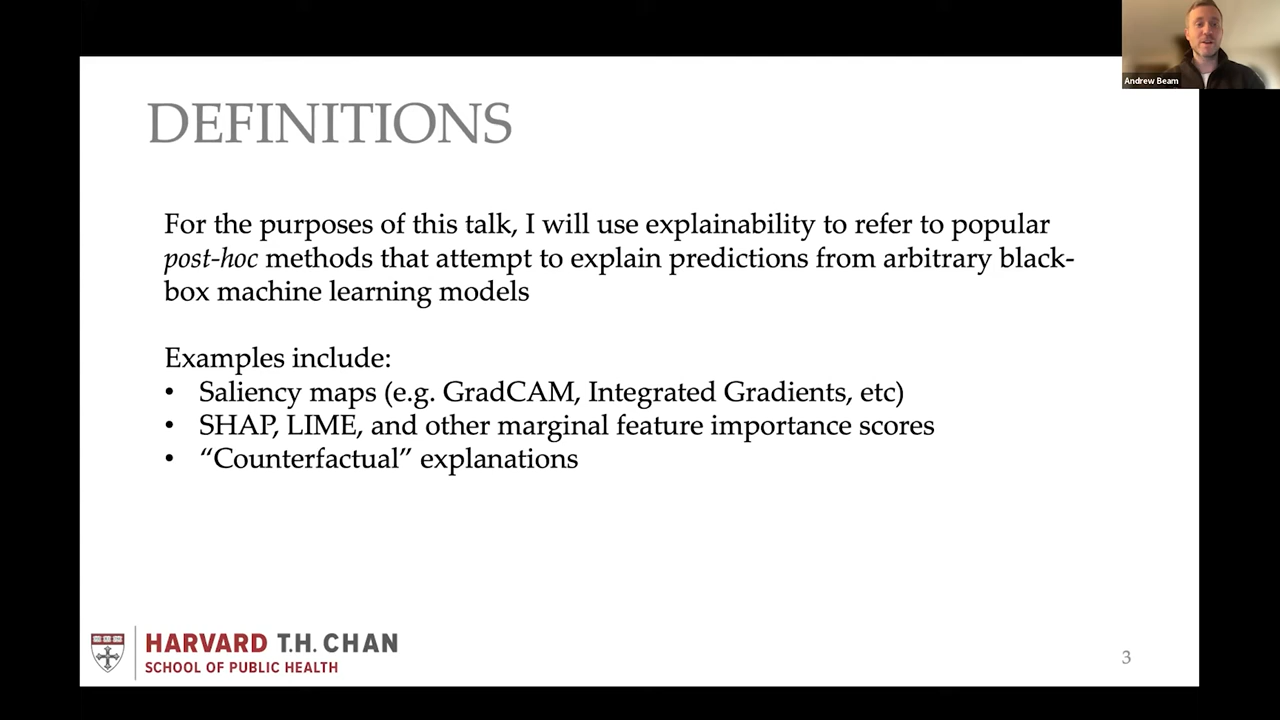 Andrew Beam
DEFINITIONS
For the purposes of this talk, I will use explainability to refer to popular
post-hoc methods that attempt to explain predictions from arbitrary black-
box machine learning models
Examples include:
• Saliency maps (e.g. GradCAM, Integrated Gradients, etc)
• SHAP, LIME, and other marginal feature importance scores
• “Counterfactual” explanations
HARVARD T.H. CHAN
SCHOOL OF PUBLIC HEALTH
3